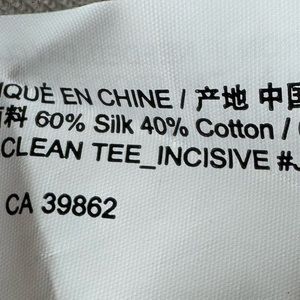 IQUÉ EN CHINE / 产地 中国
料 60% Silk 40% Cotton /
CLEAN TEE_INCISIVE #J
CA 39862